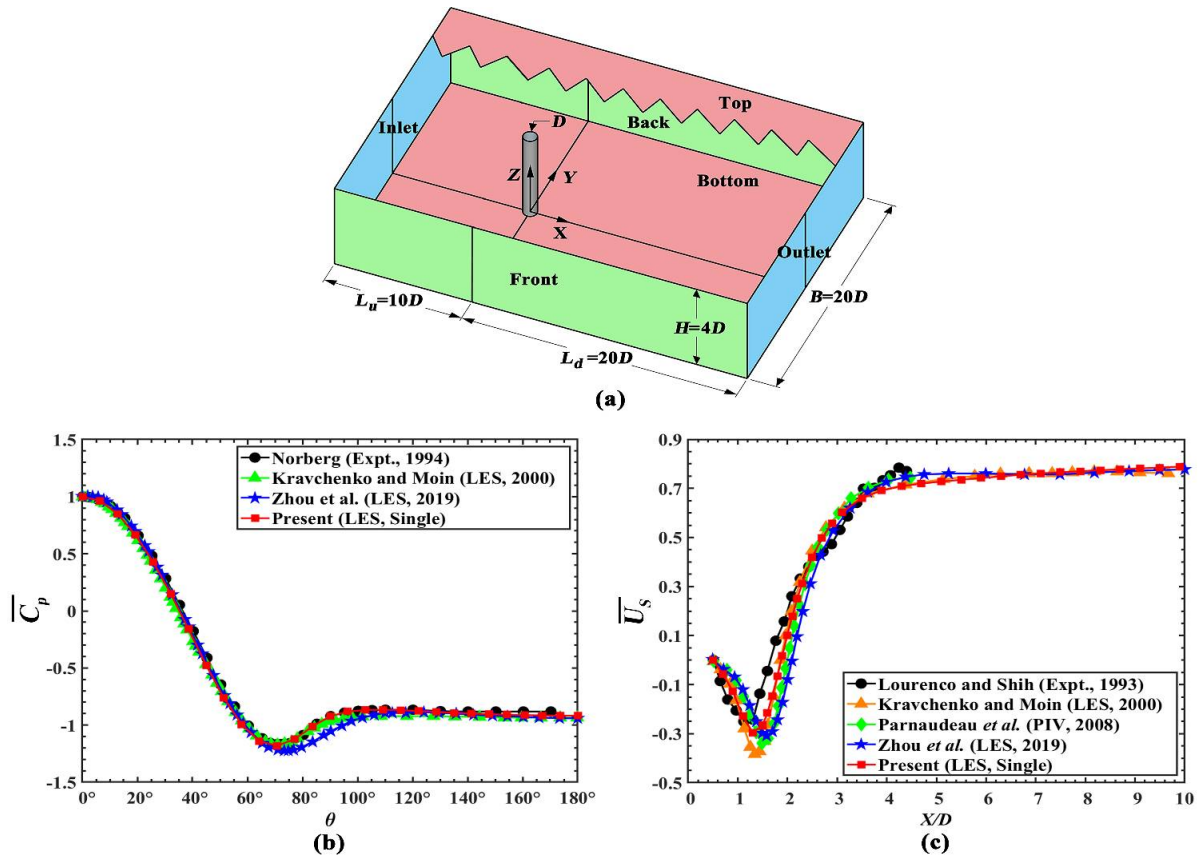 Top
D
Back
Inlet
Z
Y
Bottom
X
Outlet
Front
B=20D
L_u=10D
H=4D
L_d=20D
(a)
1.5
1
0.5
0
-0.5
-1
-1.5
C_p
Norberg (Expt., 1994)
Kravchenko and Moin (LES, 2000)
Zhou et al. (LES, 2019)
Present (LES, Single)
0° 20° 40° 60° 80° 100° 120° 140° 160° 180°
θ
(b)
0.9
0.7
0.5
0.3
0.1
-0.1
-0.3
-0.5
U_S
Lourenco and Shih (Expt., 1993)
Kravchenko and Moin (LES, 2000)
Parnaudeau et al. (PIV, 2008)
Zhou et al. (LES, 2019)
Present (LES, Single)
0 1 2 3 4 5 6 7 8 9 10
X/D
(c)